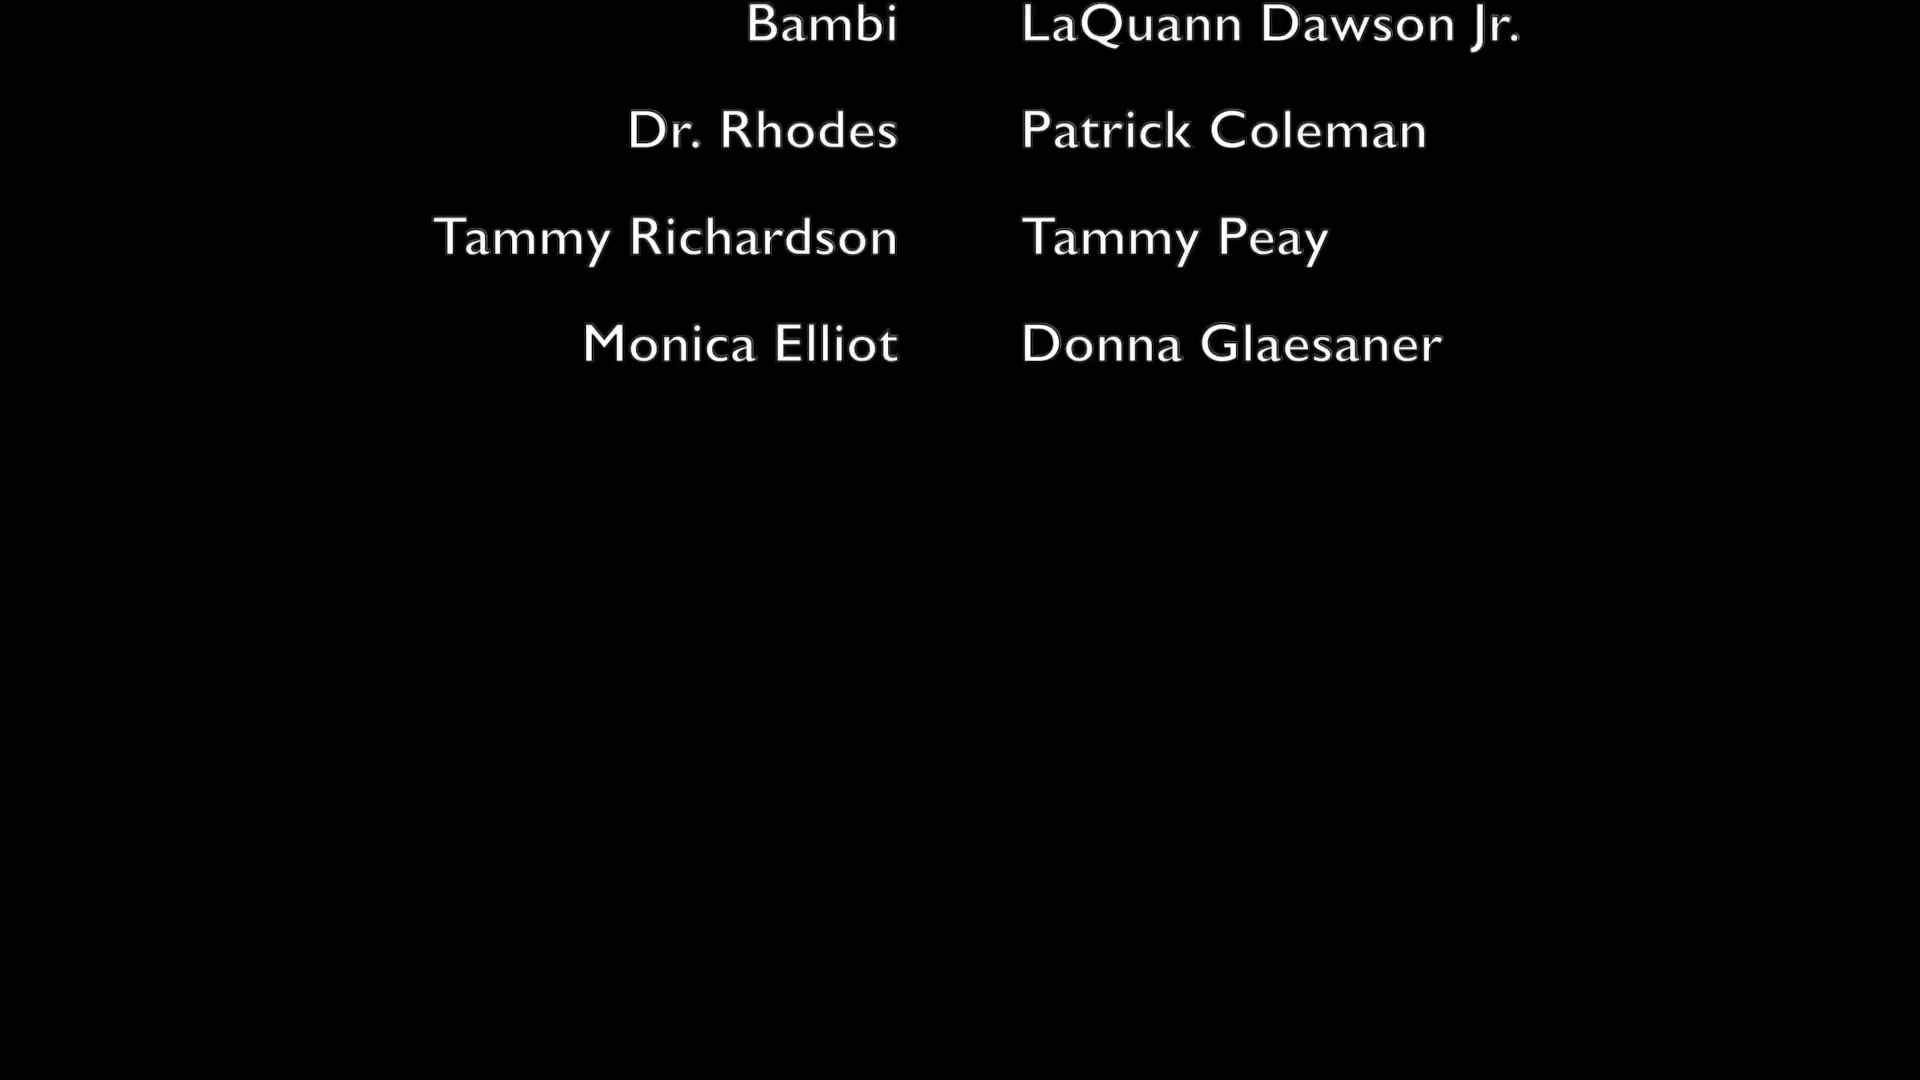 Bambi LaQuann Dawson Jr.
Dr. Rhodes Patrick Coleman
Tammy Richardson Tammy Peay
Monica Elliot Donna Glaesaner